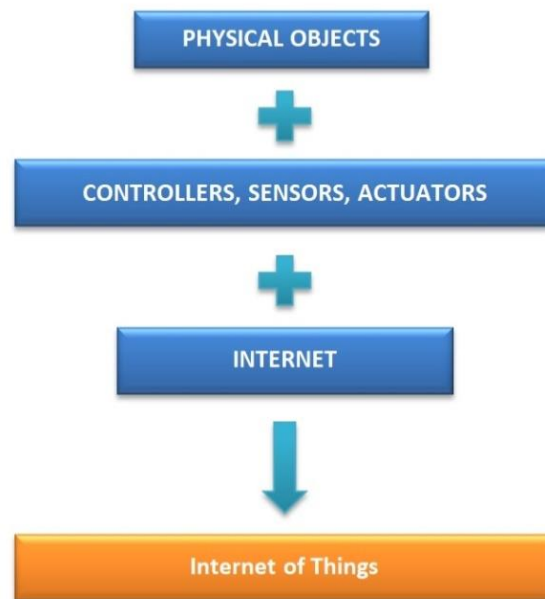 PHYSICAL OBJECTS
CONTROLLERS, SENSORS, ACTUATORS
INTERNET
Internet of Things